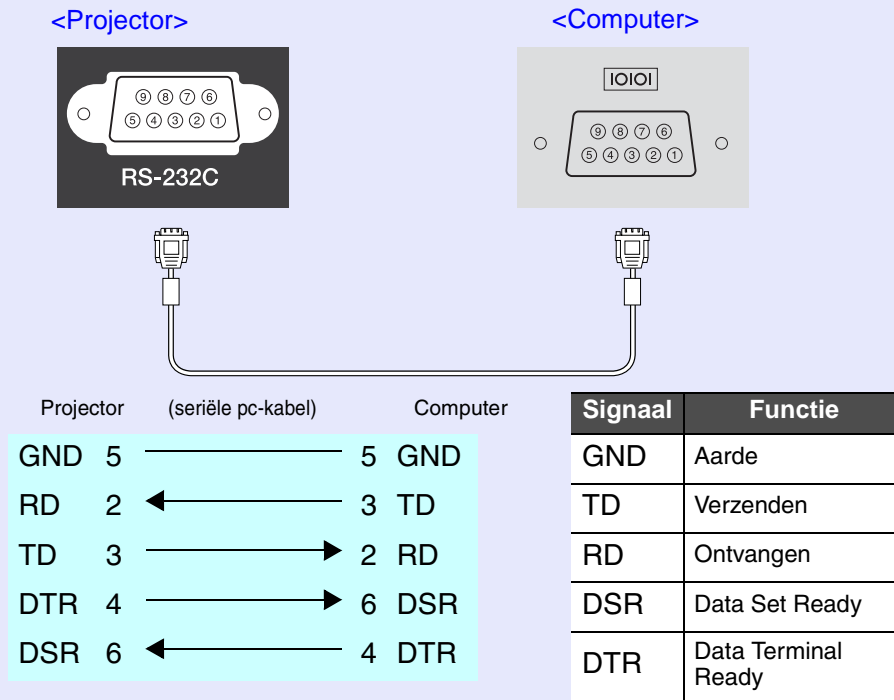 <Projector>
<Computer>
IOIOI
⑨ ⑧ ⑦ ⑥
⑤ ④ ③ ② ①
RS-232C
⑨ ⑧ ⑦ ⑥
⑤ ④ ③ ② ①
Projector (seriële pc-kabel) Computer
GND 5 5 GND
RD 2 3 TD
TD 3 2 RD
DTR 4 6 DSR
DSR 6 4 DTR
Signaal Functie
GND Aarde
TD Verzenden
RD Ontvangen
DSR Data Set Ready
DTR Data Terminal
Ready